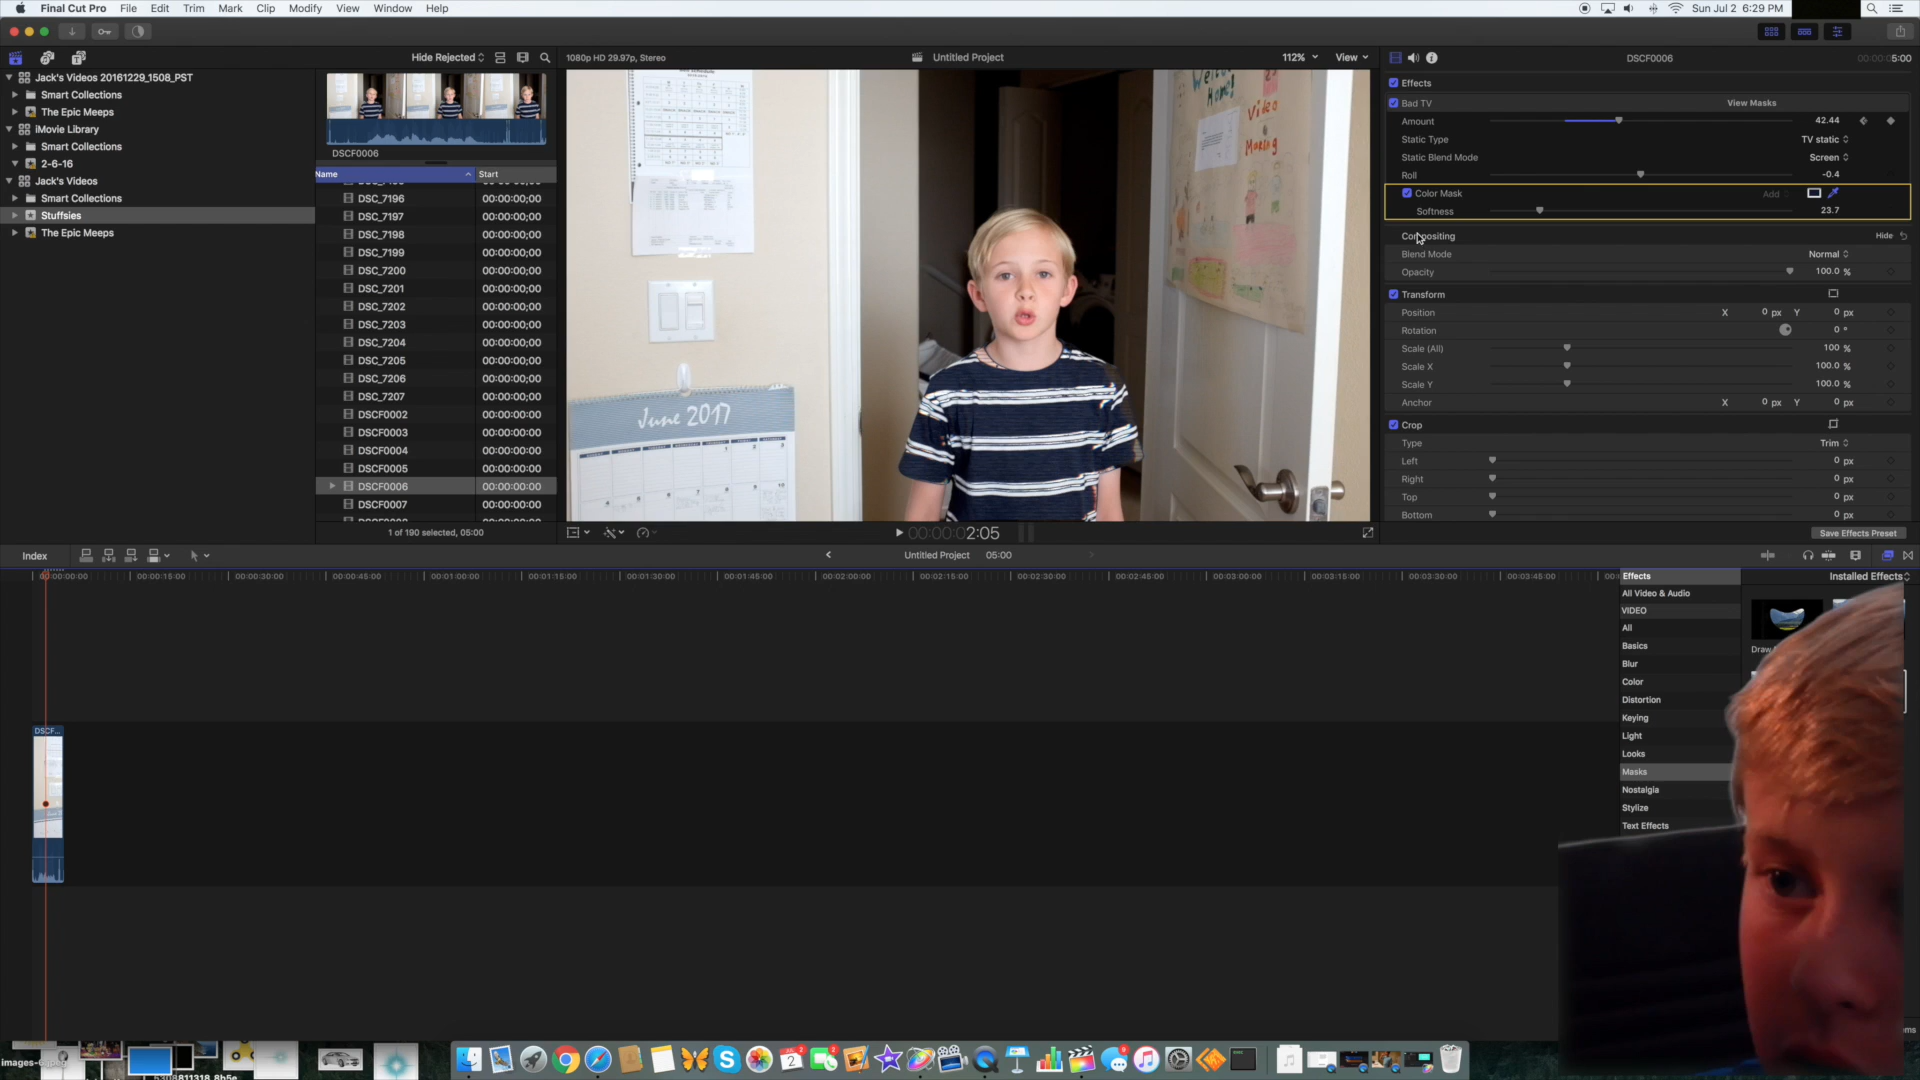 Final Cut Pro File Edit Trim Mark Clip Modify View Window Help
Sun Jul 2 6:29 PM
Hide Rejected
1080p HD 29.97p, Stereo
Untitled Project
112%
View
DSCF0006
00:00:05:00
Jack's Videos 20161229_1508_PST
Smart Collections
The Epic Meeps
iMovie Library
Smart Collections
2-6-16
Jack's Videos
Smart Collections
Stuffsies
The Epic Meeps
DSCF0006
Name Start
DSC_7196 00:00:00;00
DSC_7197 00:00:00;00
DSC_7198 00:00:00;00
DSC_7199 00:00:00;00
DSC_7200 00:00:00;00
DSC_7201 00:00:00;00
DSC_7202 00:00:00;00
DSC_7203 00:00:00;00
DSC_7204 00:00:00;00
DSC_7205 00:00:00;00
DSC_7206 00:00:00;00
DSC_7207 00:00:00;00
DSCF0002 00:00:00:00
DSCF0003 00:00:00:00
DSCF0004 00:00:00:00
DSCF0005 00:00:00:00
DSCF0006 00:00:00:00
DSCF0007 00:00:00:00
1 of 190 selected, 05:00
Home!
Video
Making
June 2017
00:00:00:02:05
Effects
Bad TV View Masks
Amount 42.44
Static Type TV static
Static Blend Mode Screen
Roll -0.4
Color Mask Add
Softness 23.7
Compositing Hide
Blend Mode Normal
Opacity 100.0 %
Transform
Position X 0 px Y 0 px
Rotation 0 °
Scale (All) 100 %
Scale X 100.0 %
Scale Y 100.0 %
Anchor X 0 px Y 0 px
Crop
Type Trim
Left 0 px
Right 0 px
Top 0 px
Bottom 0 px
Save Effects Preset
Index
Untitled Project 05:00
00:00:00:00 00:00:15:00 00:00:30:00 00:00:45:00 00:01:00:00 00:01:15:00 00:01:30:00 00:01:45:00 00:02:00:00 00:02:15:00 00:02:30:00 00:02:45:00 00:03:00:00 00:03:15:00 00:03:30:00 00:03:45:00
Effects
Installed Effects
All Video & Audio
VIDEO
All
Basics
Blur
Color
Distortion
Keying
Light
Looks
Masks
Nostalgia
Stylize
Text Effects
Draw
DSCF...